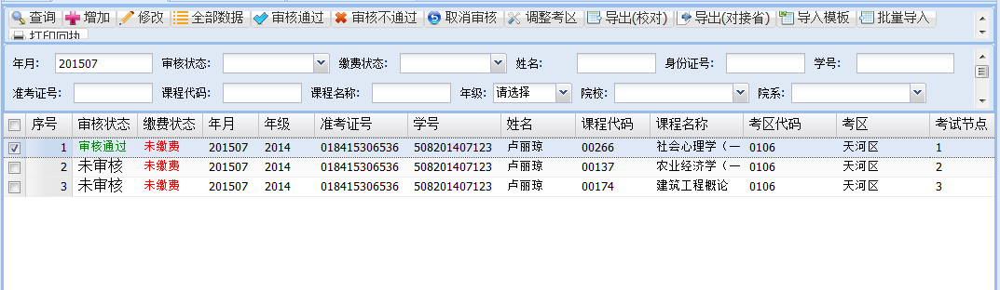 查询 增加 修改 全部数据 审核通过 审核不通过 取消审核 调整考区 导出(核对) 导出(对接省) 导入模板 批量导入
打印回执
年月: 201507 审核状态: 缴费状态: 姓名: 身份证号: 学号:
准考证号: 课程代码: 课程名称: 年级: 请选择 院校: 院系:
序号 审核状态 缴费状态 年月 年级 准考证号 学号 姓名 课程代码 课程名称 考区代码 考区 考试节点
1 审核通过 未缴费 201507 2014 018415306536 508201407123 卢丽琼 00266 社会心理学（一 0106 天河区 1
2 未审核 未缴费 201507 2014 018415306536 508201407123 卢丽琼 00137 农业经济学（一 0106 天河区 2
3 未审核 未缴费 201507 2014 018415306536 508201407123 卢丽琼 00174 建筑工程概论 0106 天河区 3